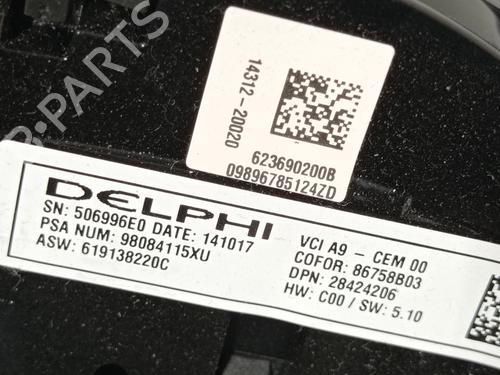 14312-20020
623690200B
09896785124ZD
DELPHI
SN: 506996E0 DATE: 141017
PSA NUM: 98084115XU
ASW: 619138220C
VCI A9 - CEM 00
COFOR: 86758B03
DPN: 28424206
HW: C00 / SW: 5.10
B-PARTS